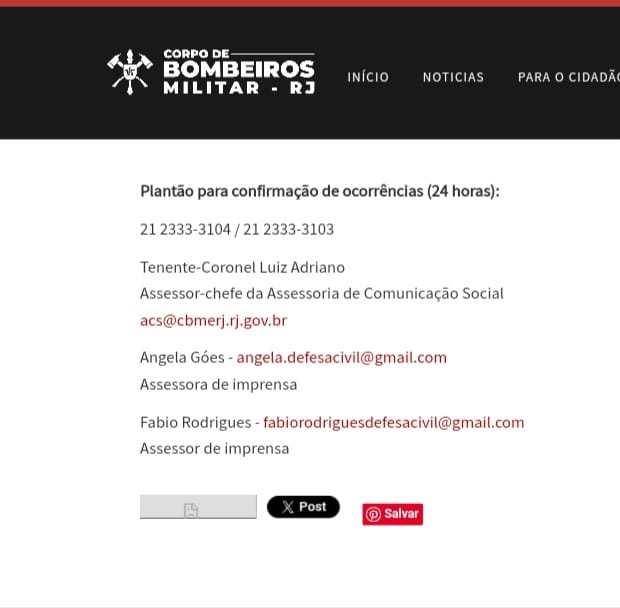 CORPO DE
BOMBEIROS
MILITAR - RJ
INÍCIO
NOTICIAS
PARA O CIDADÃO
Plantão para confirmação de ocorrências (24 horas):
21 2333-3104 / 21 2333-3103
Tenente-Coronel Luiz Adriano
Assessor-chefe da Assessoria de Comunicação Social
acs@cbmerj.rj.gov.br
Angela Góes - angela.defesacivil@gmail.com
Assessora de imprensa
Fabio Rodrigues - fabiorodriguesdefesacivil@gmail.com
Assessor de imprensa
X Post
Salvar